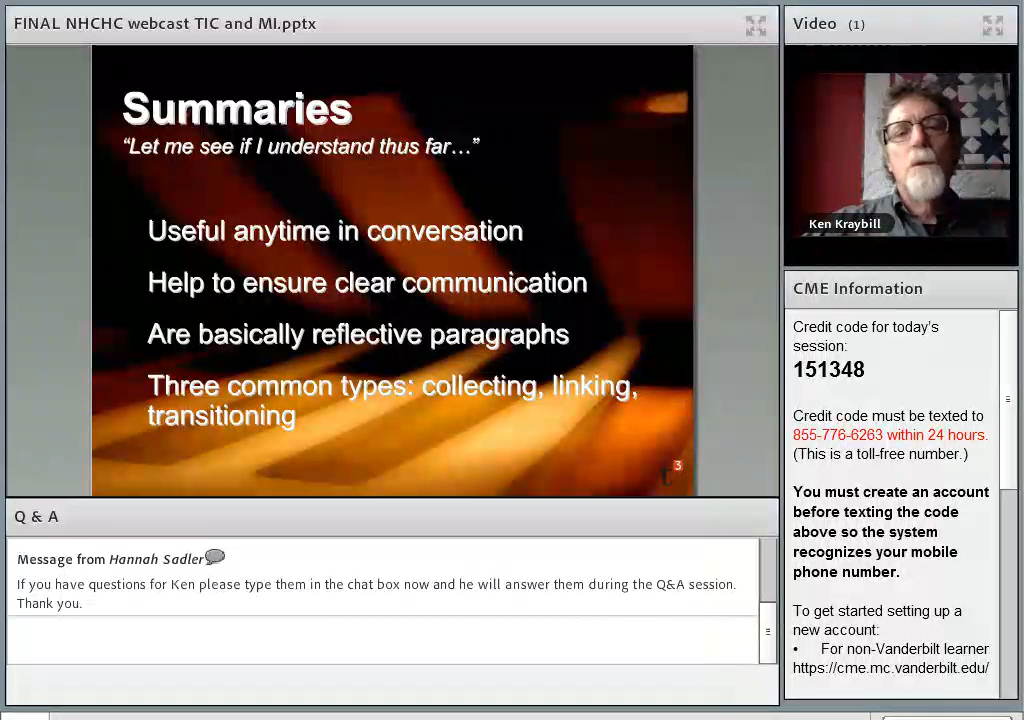 FINAL NHCHC webcast TIC and MI.pptx
Summaries
“Let me see if I understand thus far…”
Useful anytime in conversation
Help to ensure clear communication
Are basically reflective paragraphs
Three common types: collecting, linking,
transitioning
t3
Q & A
Message from Hannah Sadler
If you have questions for Ken please type them in the chat box now and he will answer them during the Q&A session.
Thank you.
Video (1)
Ken Kraybill
CME Information
Credit code for today's
session:
151348
Credit code must be texted to
855-776-6263 within 24 hours.
(This is a toll-free number.)
You must create an account
before texting the code
above so the system
recognizes your mobile
phone number.
To get started setting up a
new account:
• For non-Vanderbilt learner
https://cme.mc.vanderbilt.edu/